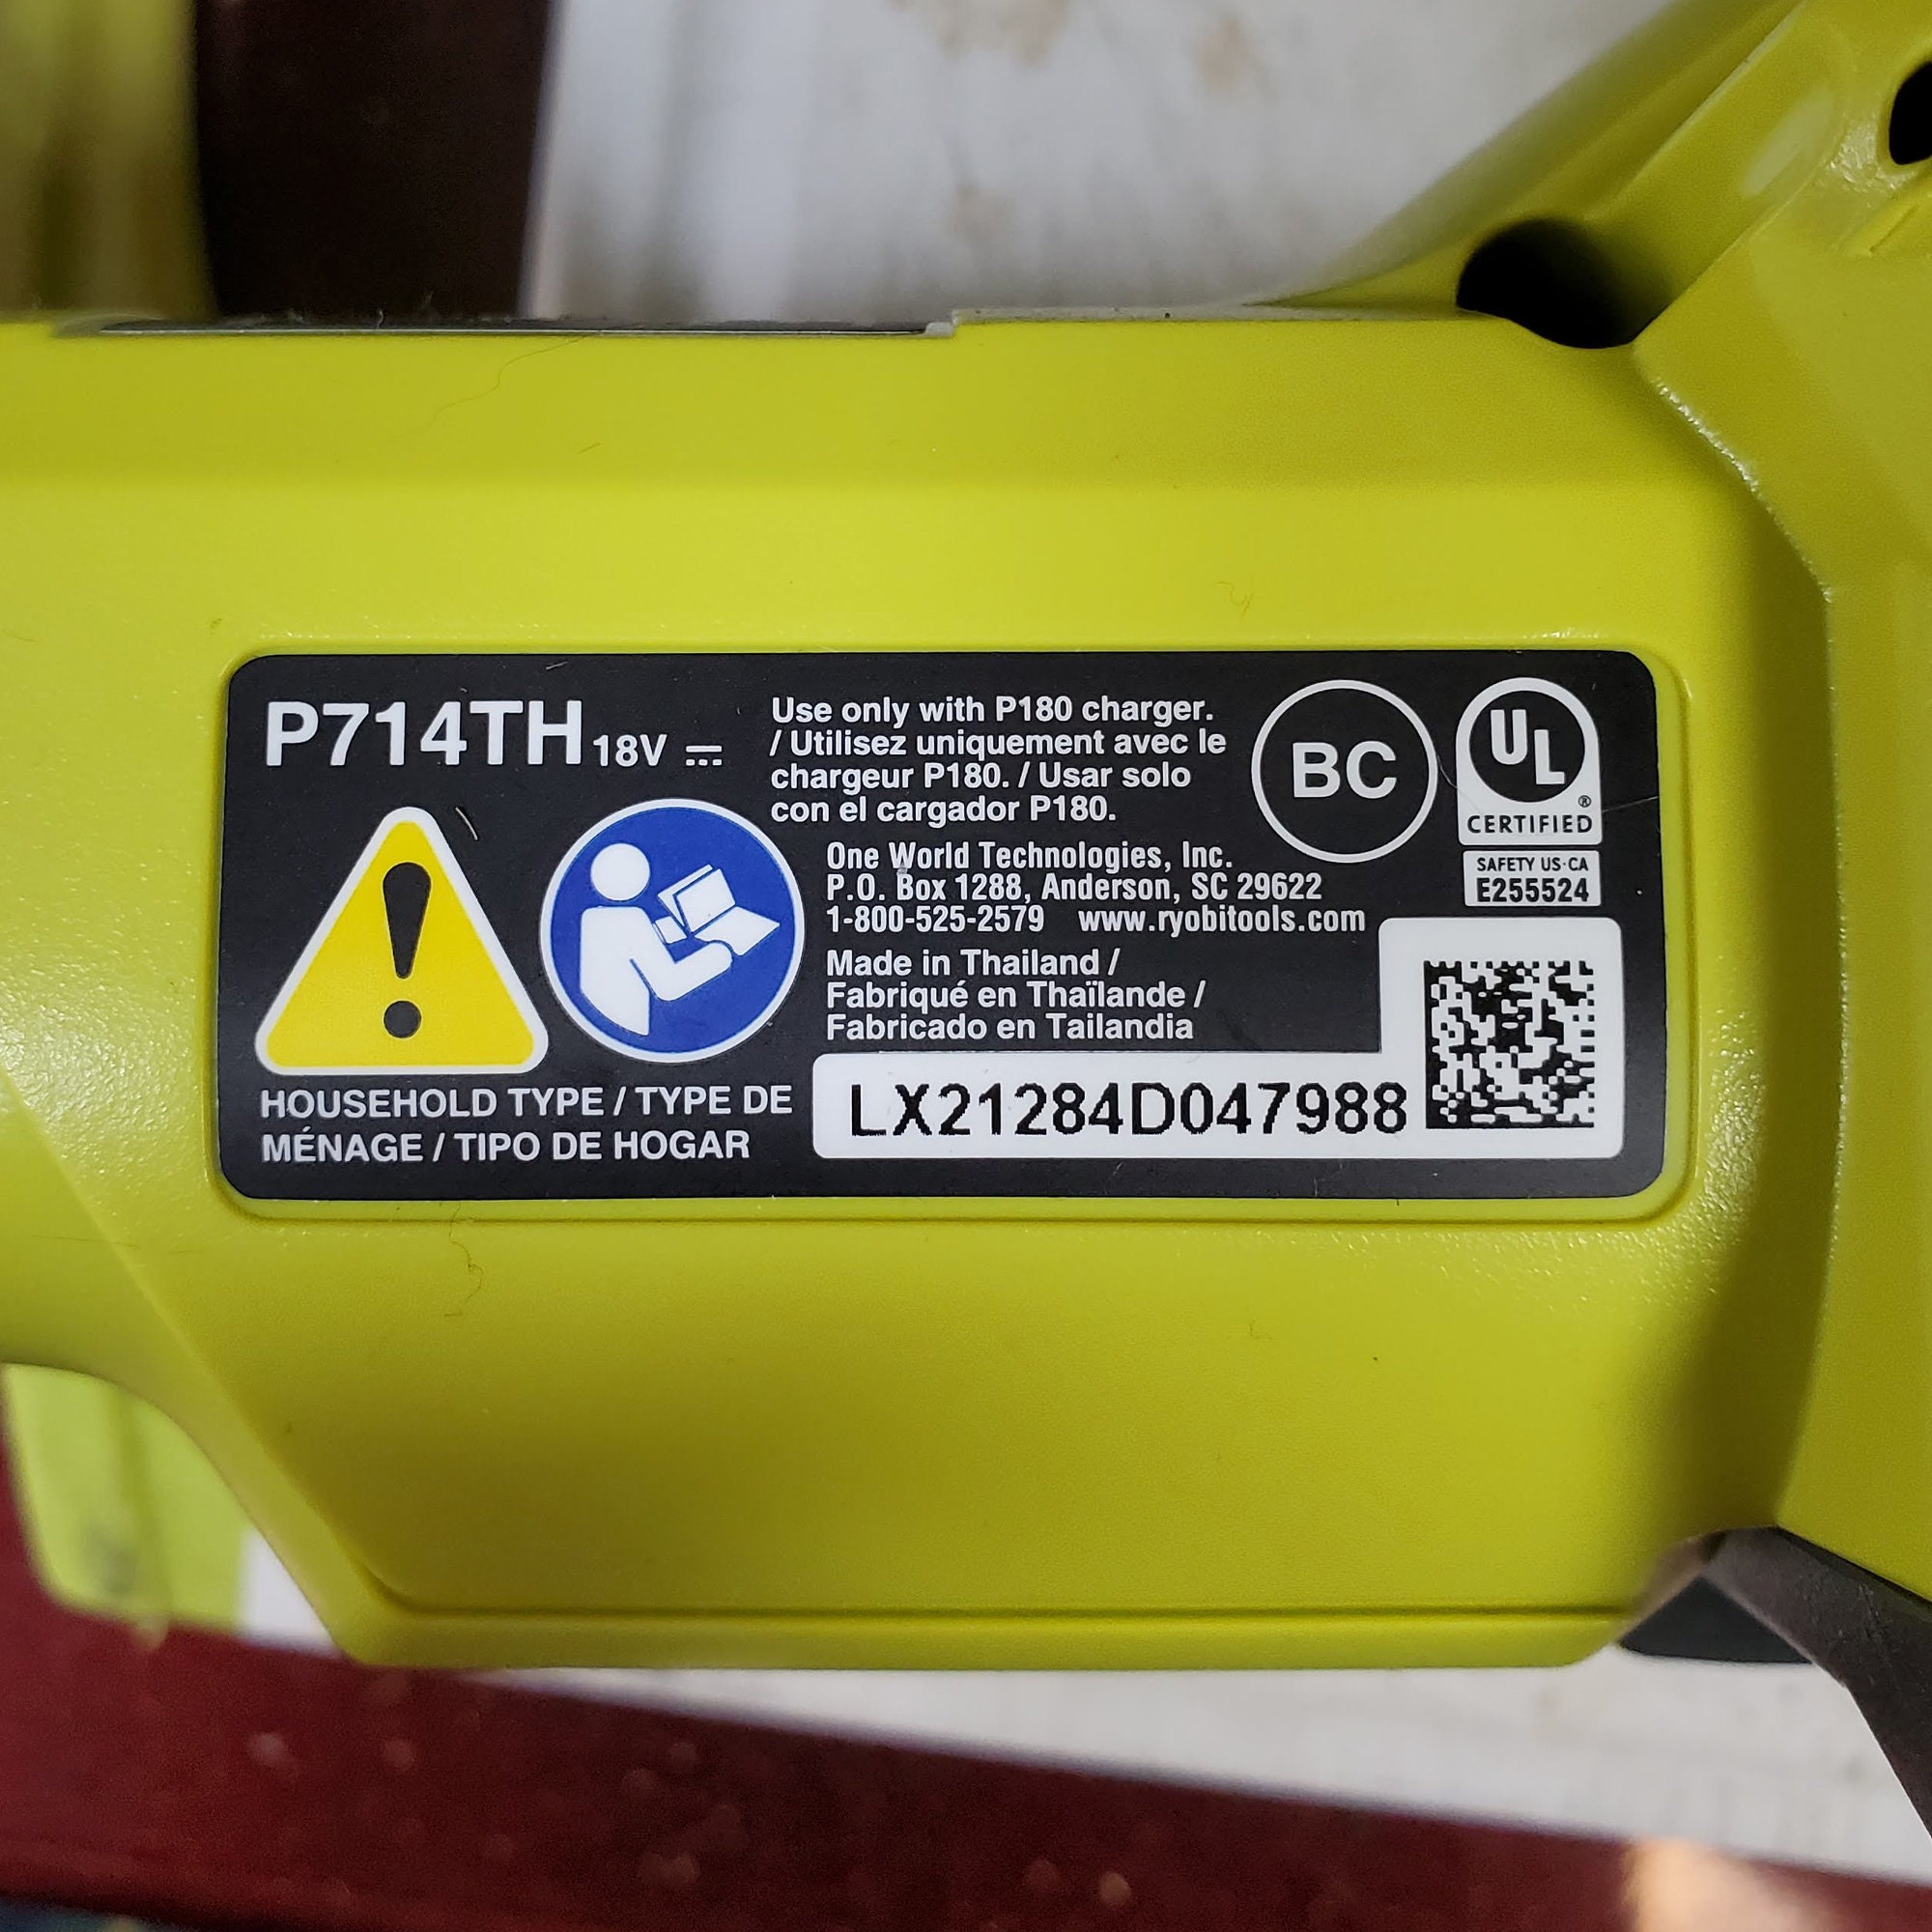 P714TH 18V
Use only with P180 charger.
/ Utilisez uniquement avec le
chargeur P180. / Usar solo
con el cargador P180.
BC
UL
®
CERTIFIED
SAFETY US·CA
E255524
One World Technologies, Inc.
P.O. Box 1288, Anderson, SC 29622
1-800-525-2579 www.ryobitools.com
Made in Thailand /
Fabriqué en Thaïlande /
Fabricado en Tailandia
HOUSEHOLD TYPE / TYPE DE
MÉNAGE / TIPO DE HOGAR
LX21284D047988